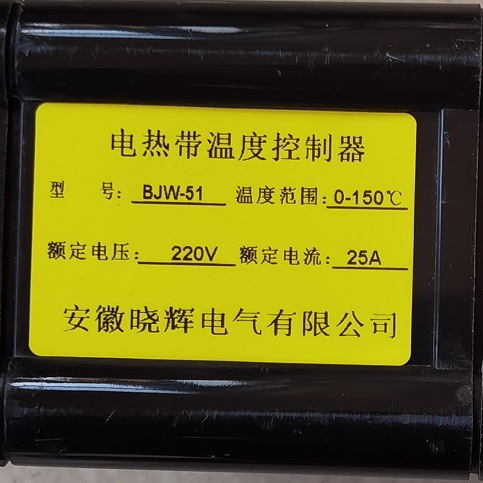 电热带温度控制器
型 号: BJW-51 温度范围: 0-150℃
额定电压: 220V 额定电流: 25A
安徽晓辉电气有限公司